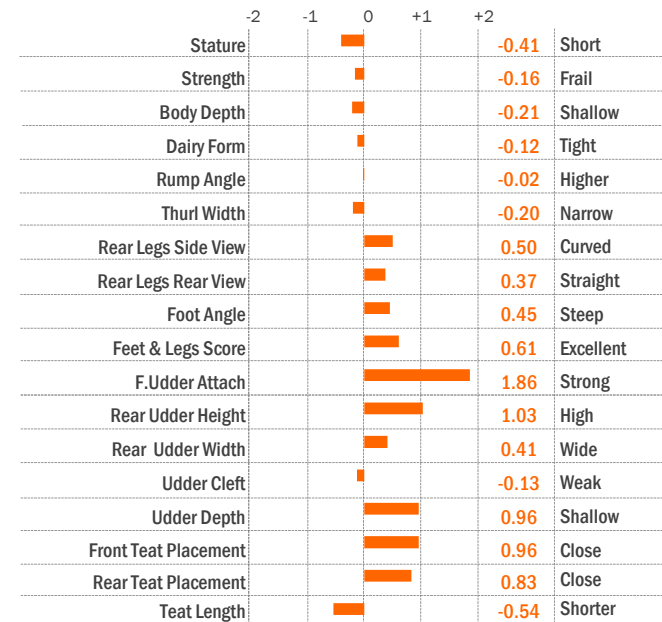 -2 -1 0 +1 +2
Stature -0.41 Short
Strength -0.16 Frail
Body Depth -0.21 Shallow
Dairy Form -0.12 Tight
Rump Angle -0.02 Higher
Thurl Width -0.20 Narrow
Rear Legs Side View 0.50 Curved
Rear Legs Rear View 0.37 Straight
Foot Angle 0.45 Steep
Feet & Legs Score 0.61 Excellent
F.Udder Attach 1.86 Strong
Rear Udder Height 1.03 High
Rear Udder Width 0.41 Wide
Udder Cleft -0.13 Weak
Udder Depth 0.96 Shallow
Front Teat Placement 0.96 Close
Rear Teat Placement 0.83 Close
Teat Length -0.54 Shorter